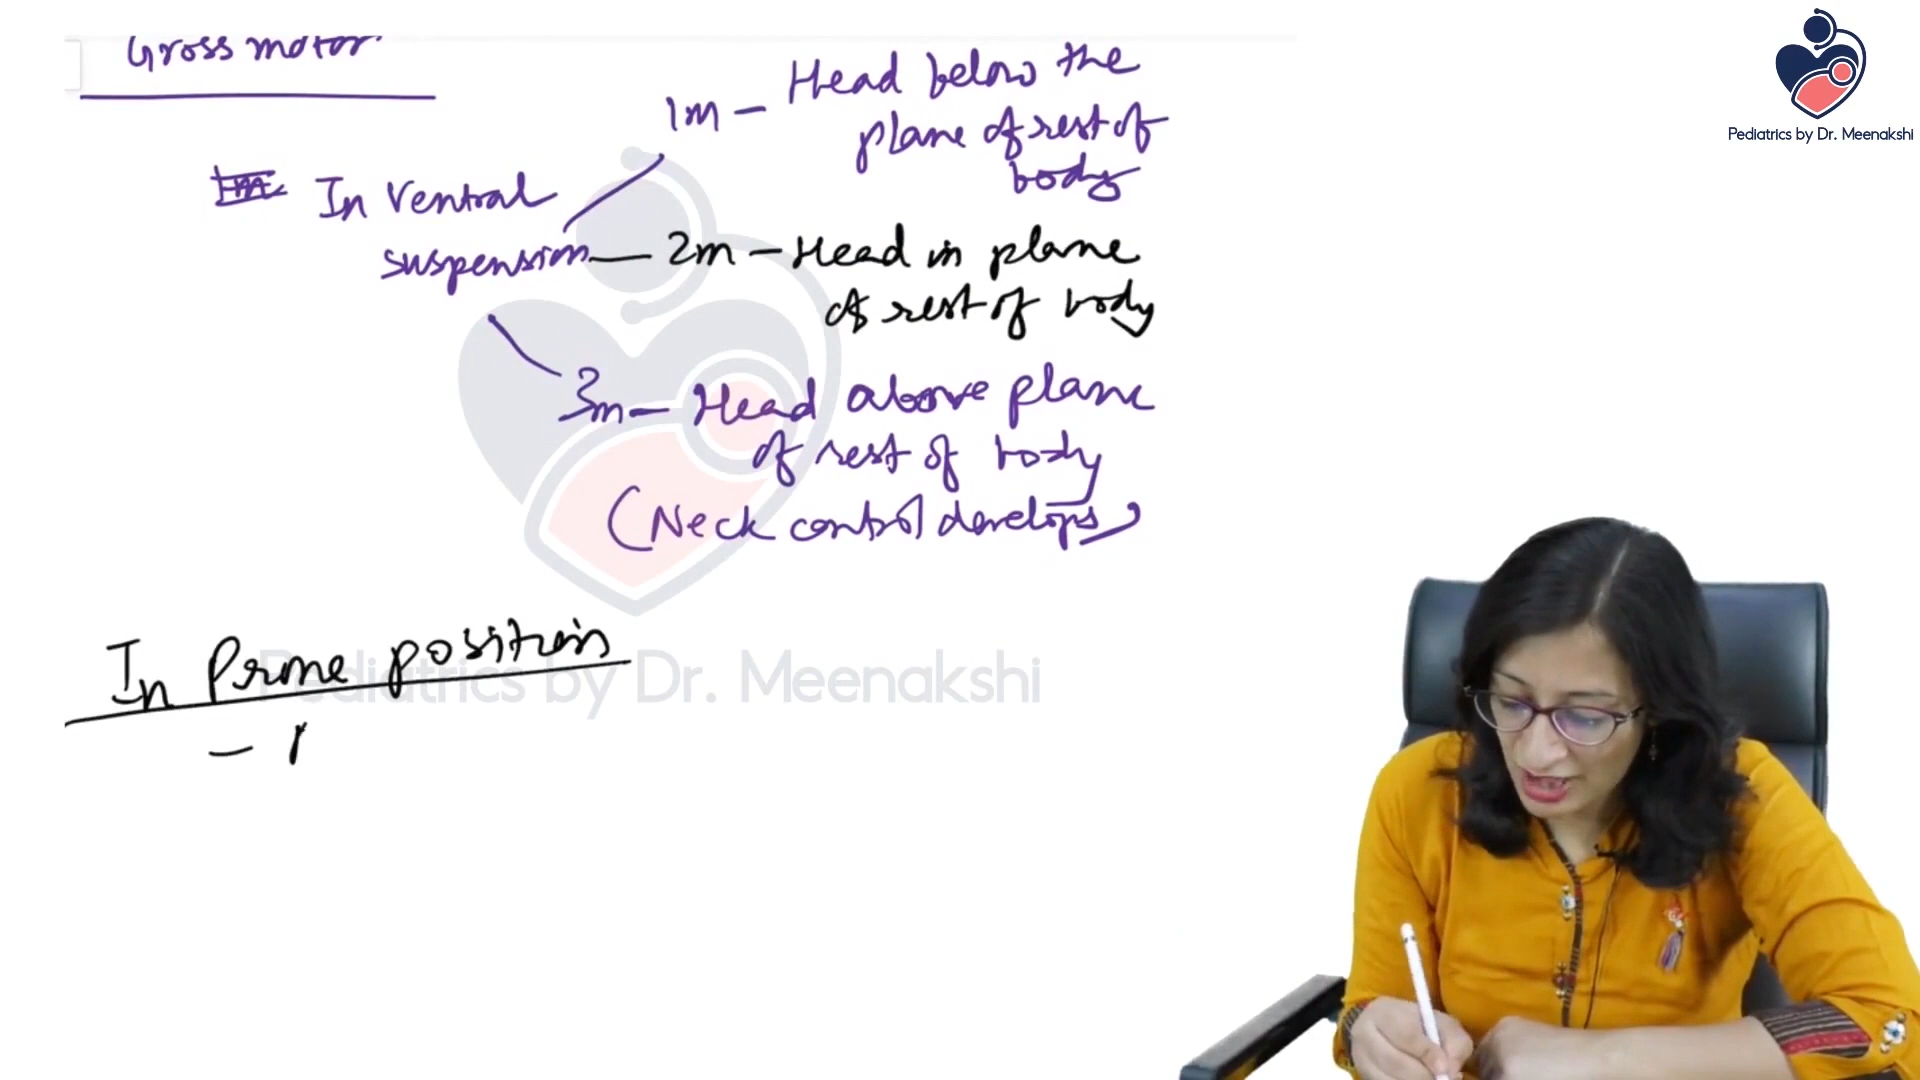 Gross motor
1m — Head below the
plane of rest of
body
1m In Ventral
suspension — 2m — Head in plane
of rest of body
3m — Head above plane
of rest of body
(Neck control develops)
In Prone position
–
Pediatrics by Dr. Meenakshi
Pediatrics by Dr. Meenakshi